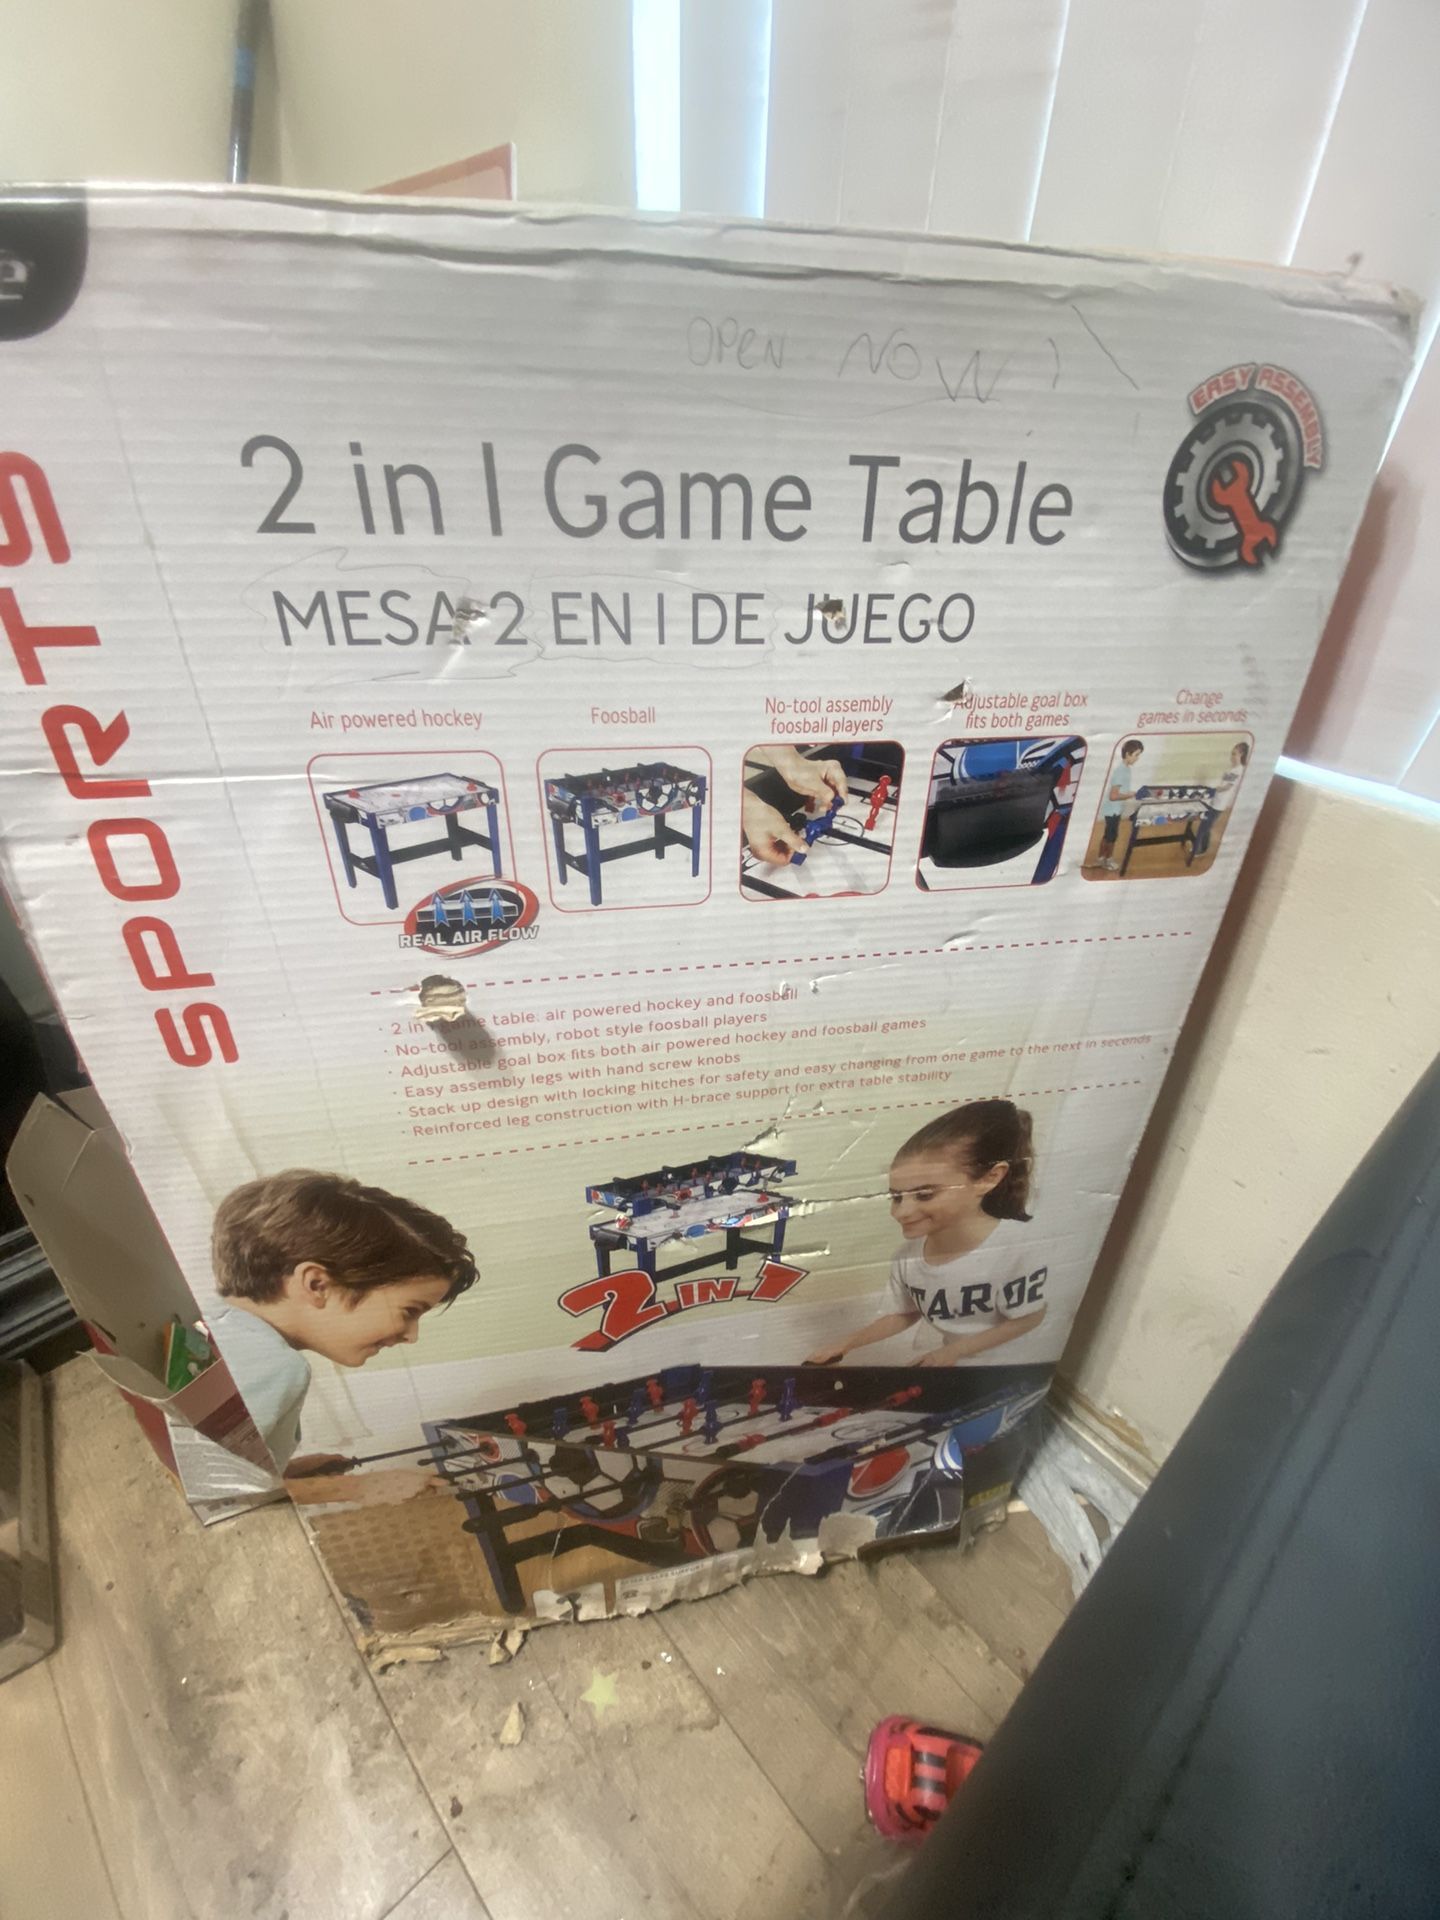 OPEN NOW !
EASY ASSEMBLY
SPORTS
2 in 1 Game Table
MESA 2 EN 1 DE JUEGO
Air powered hockey
Foosball
No-tool assembly
foosball players
Adjustable goal box
fits both games
Change
games in seconds
REAL AIR FLOW
· 2 in 1 game table: air powered hockey and foosball
· No-tool assembly, robot style foosball players
· Adjustable goal box fits both air powered hockey and foosball games
· Easy assembly legs with hand screw knobs
· Stack up design with locking hitches for safety and easy changing from one game to the next in seconds
· Reinforced leg construction with H-brace support for extra table stability
2 IN 1
TAR 02